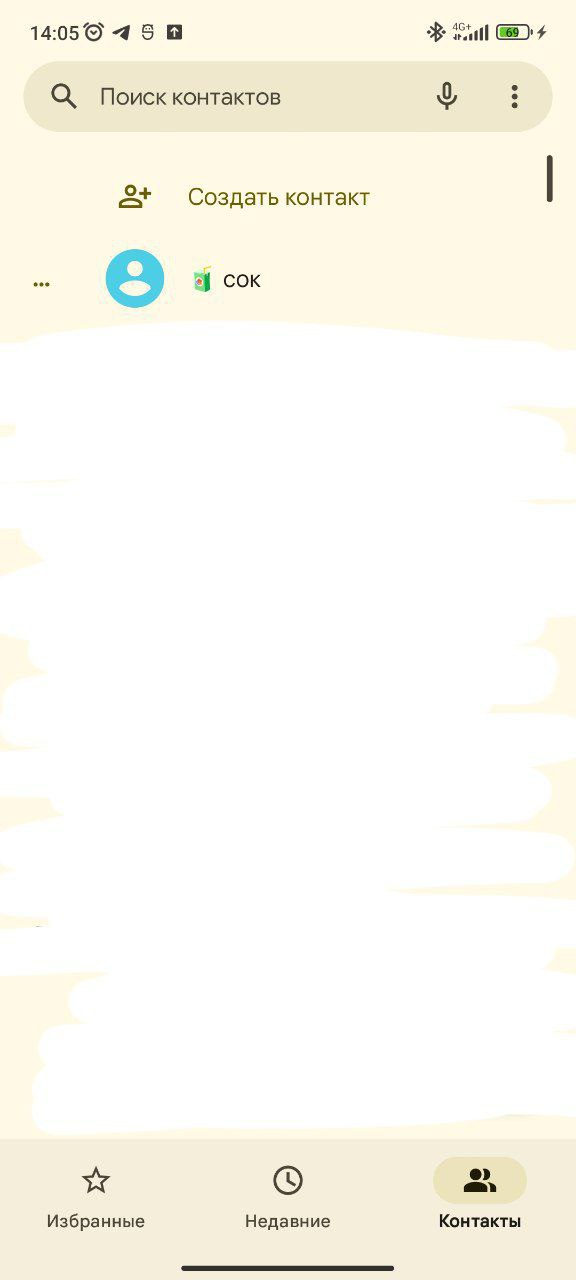 14:05 4G+ 69
Поиск контактов
Создать контакт
... 🧃 сок
Избранные Недавние Контакты